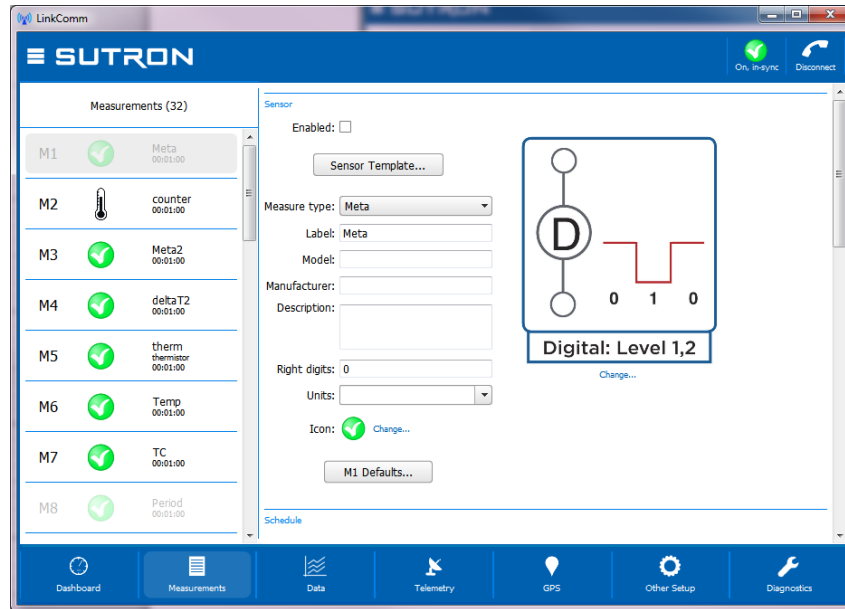 LinkComm
SUTRON
On, in-sync
Disconnect
Measurements (32)
M1
Meta
00:01:00
M2
counter
00:01:00
M3
Meta2
00:01:00
M4
deltaT2
00:01:00
M5
therm
thermistor
00:01:00
M6
Temp
00:01:00
M7
TC
00:01:00
M8
Period
00:01:00
Sensor
Enabled:
Sensor Template...
Measure type: Meta
Label: Meta
Model:
Manufacturer:
Description:
Right digits: 0
Units:
Icon: Change...
M1 Defaults...
D
0 1 0
Digital: Level 1,2
Change...
Schedule
Dashboard
Measurements
Data
Telemetry
GPS
Other Setup
Diagnostics